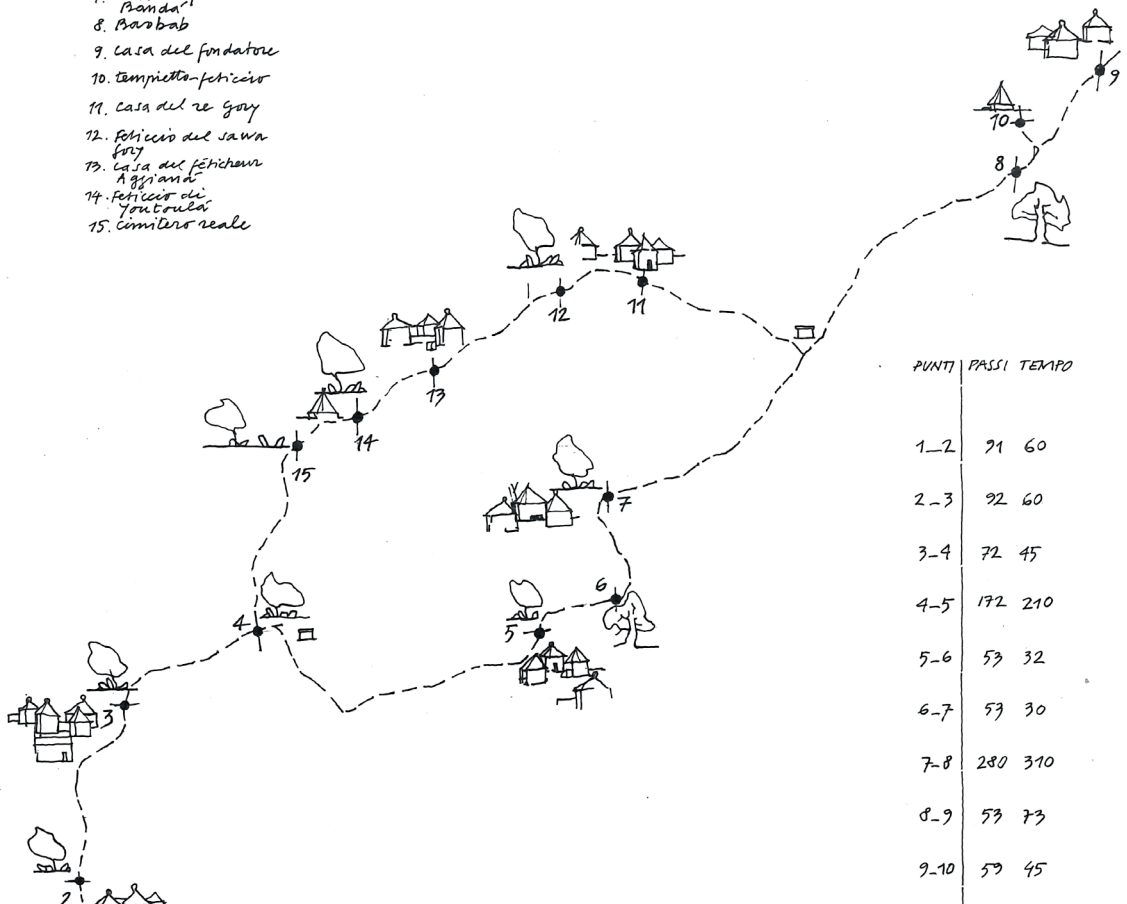 7.
Bandá
8. Baobab
9. casa del fondatore
10. tempietto-feticcio
11. casa del re Gory
12. Feticcio del sawa
Gory
13. casa del féticheur
Aggianá
14. Feticcio di
Youtoulá
15. cimitero reale
9
10
8
12
11
13
14
15
7
6
5
4
3
2
PUNTI PASSI TEMPO
1_2 91 60
2_3 92 60
3_4 72 45
4_5 172 210
5_6 53 32
6_7 53 30
7_8 280 310
8_9 53 73
9_10 59 45